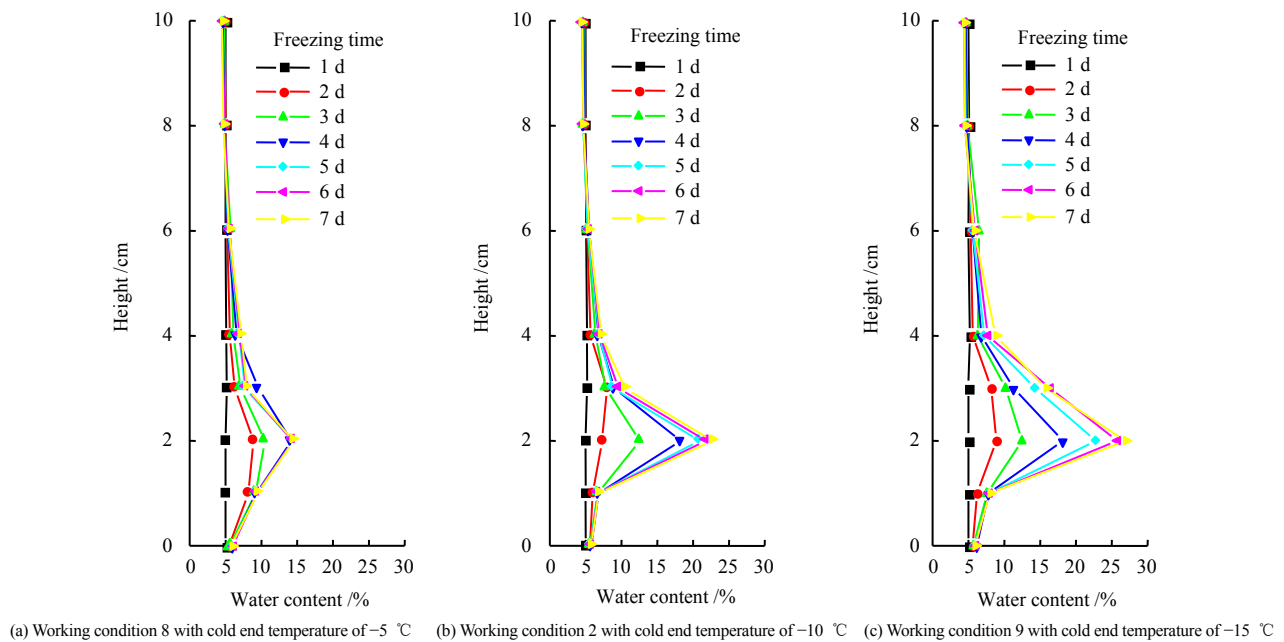 10
8
6
4
2
0
Height /cm
Freezing time
1 d
2 d
3 d
4 d
5 d
6 d
7 d
0 5 10 15 20 25 30
Water content /%
(a) Working condition 8 with cold end temperature of −5 ℃
10
8
6
4
2
0
Height /cm
Freezing time
1 d
2 d
3 d
4 d
5 d
6 d
7 d
0 5 10 15 20 25 30
Water content /%
(b) Working condition 2 with cold end temperature of −10 ℃
10
8
6
4
2
0
Height /cm
Freezing time
1 d
2 d
3 d
4 d
5 d
6 d
7 d
0 5 10 15 20 25 30
Water content /%
(c) Working condition 9 with cold end temperature of −15 ℃